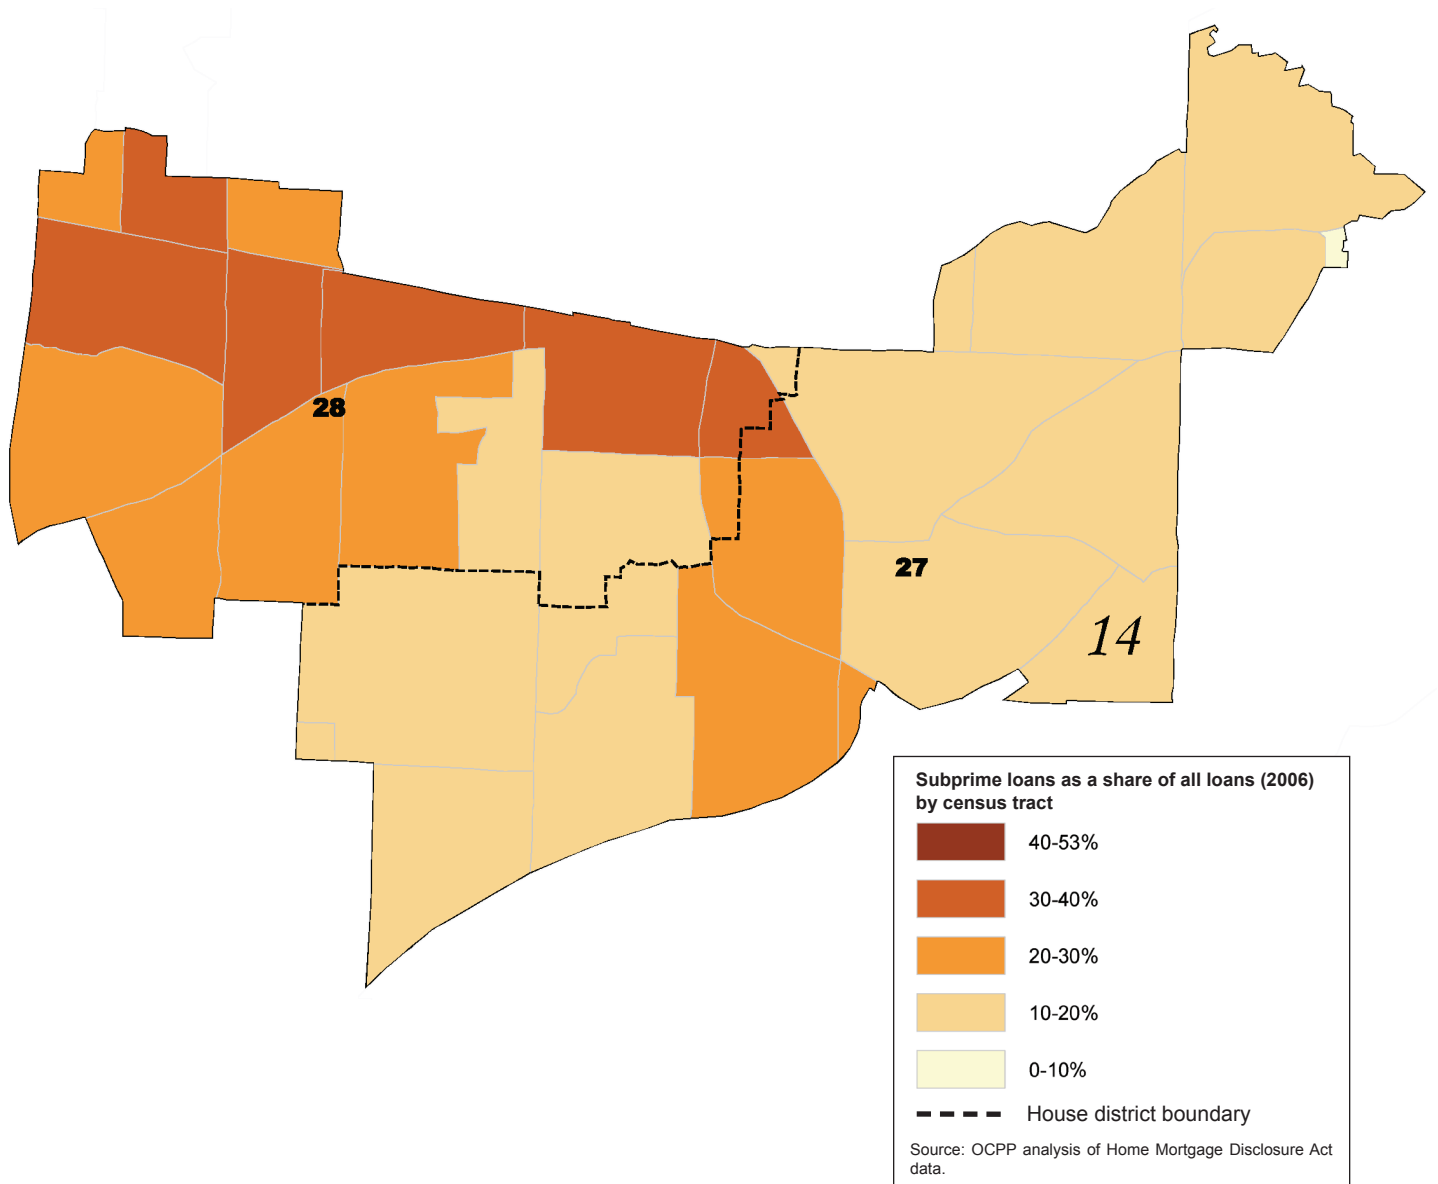 28
27
14
Subprime loans as a share of all loans (2006)
by census tract
40-53%
30-40%
20-30%
10-20%
0-10%
House district boundary
Source: OCPP analysis of Home Mortgage Disclosure Act
data.